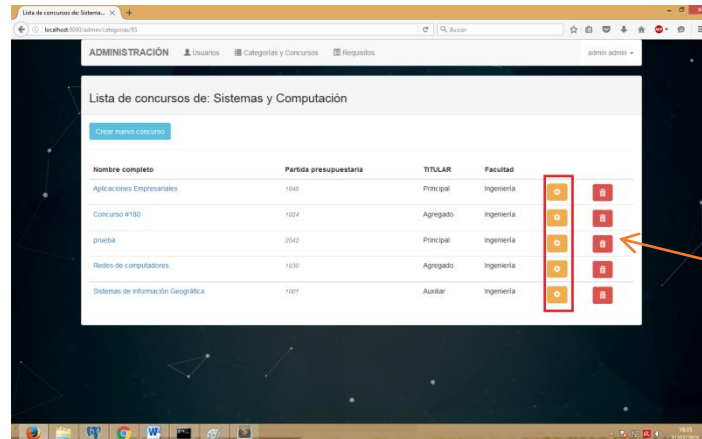 Lista de concursos de: Sistema...
localhost:3000/admin/categorias/85
Buscar
ADMINISTRACIÓN Usuarios Categorías y Concursos Requisitos admin admin
Lista de concursos de: Sistemas y Computación
Crear nuevo concurso
Nombre completo Partida presupuestaria TITULAR Facultad
Aplicaciones Empresariales 1040 Principal Ingeniería
Concurso #180 1024 Agregado Ingeniería
prueba 2042 Principal Ingeniería
Redes de computadores 1030 Agregado Ingeniería
Sistemas de Información Geográfica 1001 Auxiliar Ingeniería